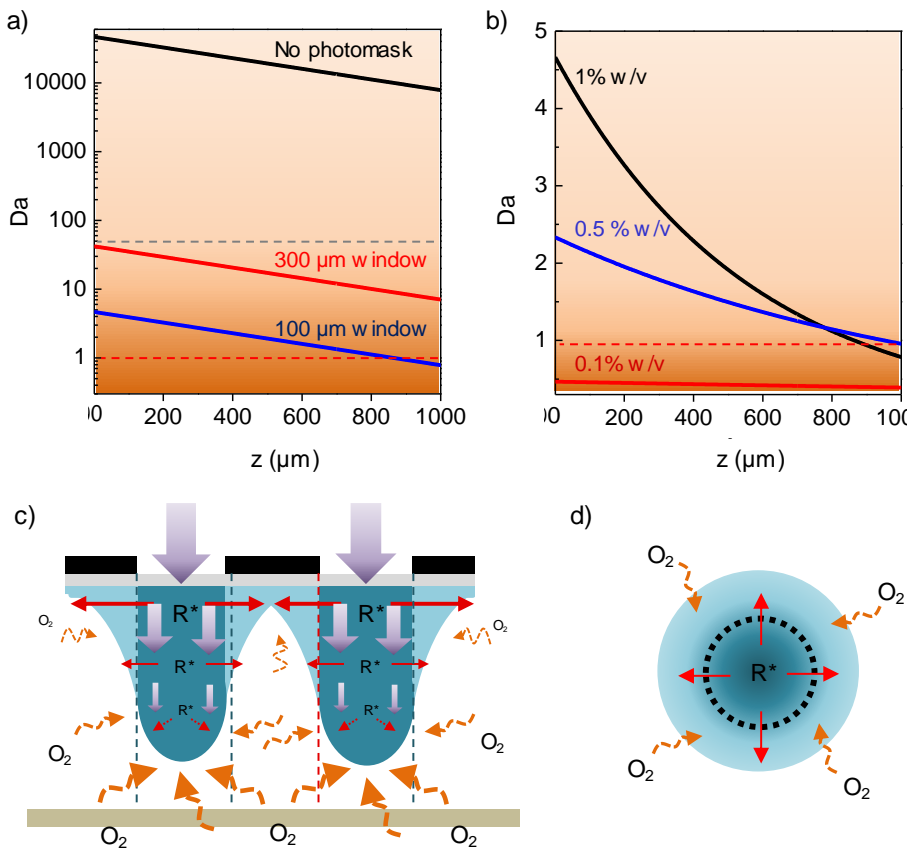 a)
No photomask
10000
1000
100
10
1
Da
300 µm window
100 µm window
00
200
400
600
800
1000
z (µm)
b)
5
4
3
2
1
Da
1% w/v
0.5 % w/v
0.1% w/v
00
200
400
600
800
100
z (µm)
c)
R* R*
O2 O2
R* R*
R* R*
O2 O2
O2 O2 O2
d)
O2 O2
R*
O2 O2